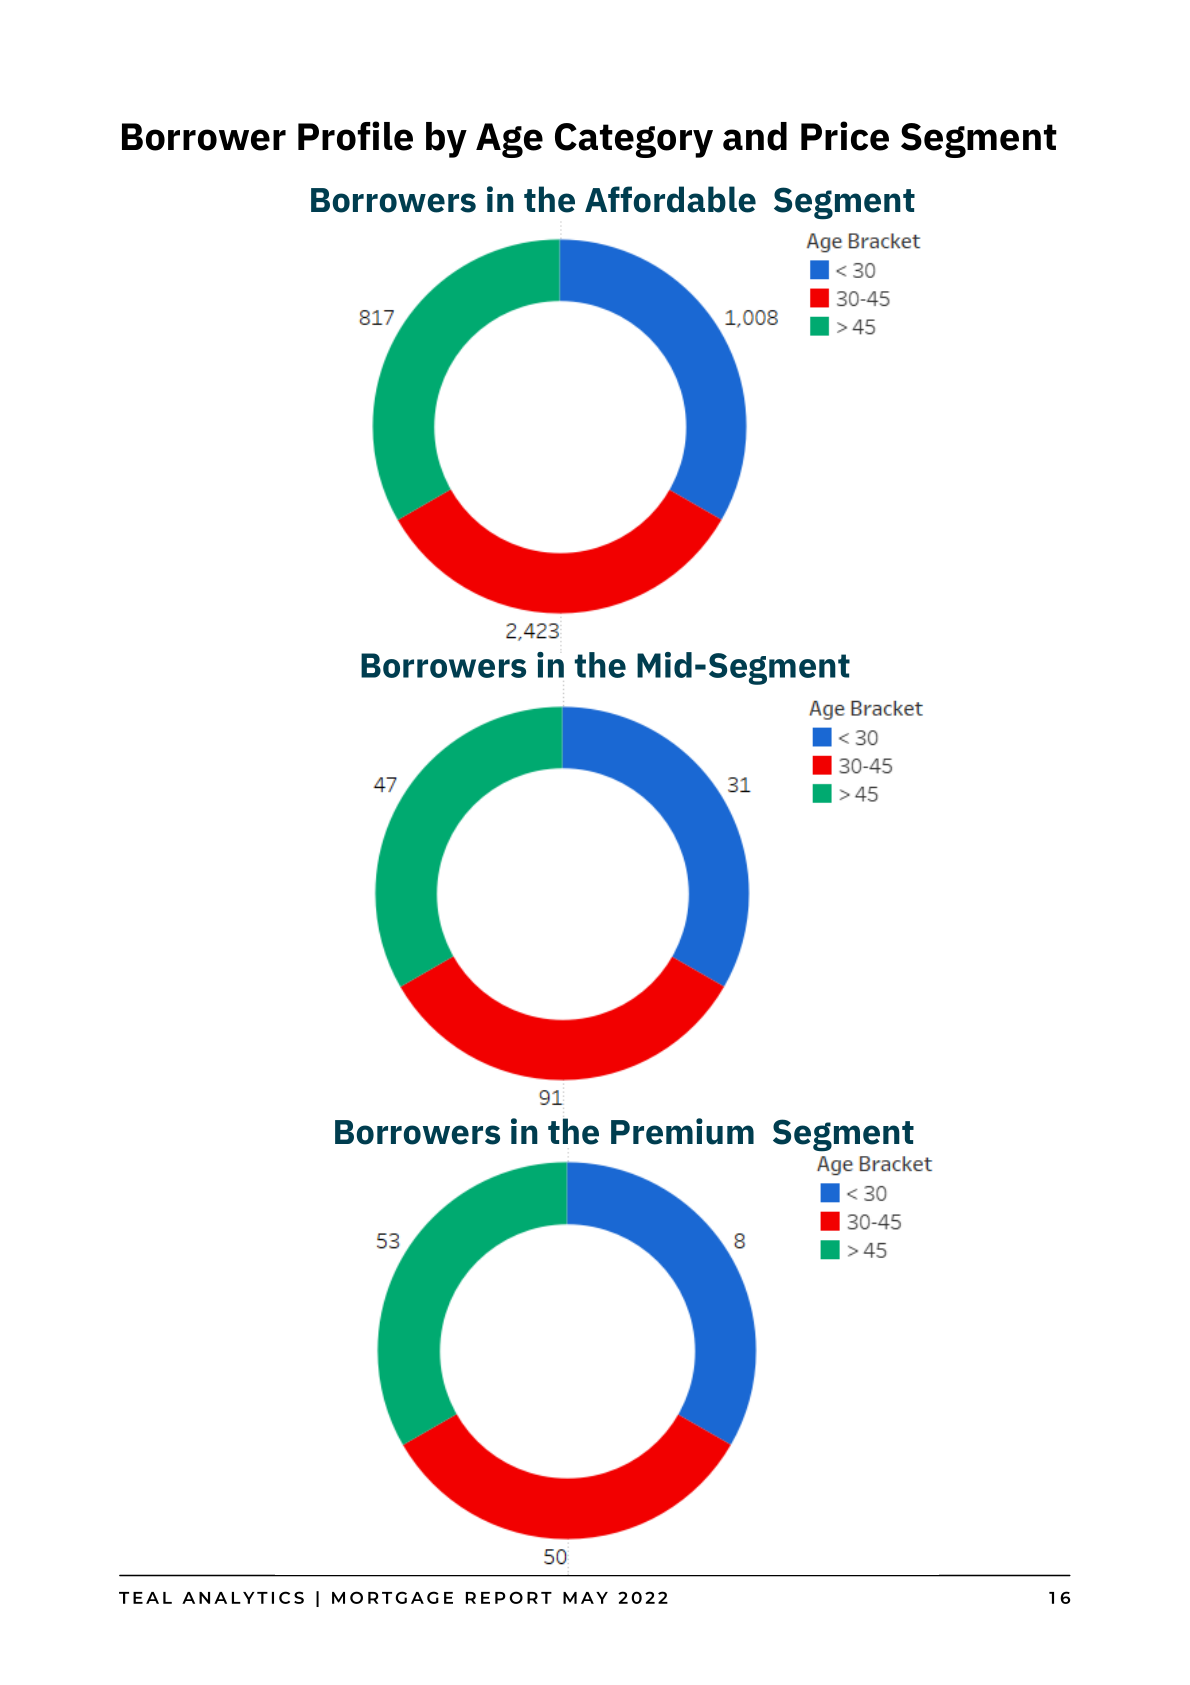 Borrower Profile by Age Category and Price Segment
Borrowers in the Affordable Segment
Age Bracket
< 30
30-45
> 45
817
1,008
2,423
Borrowers in the Mid-Segment
Age Bracket
< 30
30-45
> 45
47
31
91
Borrowers in the Premium Segment
Age Bracket
< 30
30-45
> 45
53
8
50
TEAL ANALYTICS | MORTGAGE REPORT MAY 2022
16